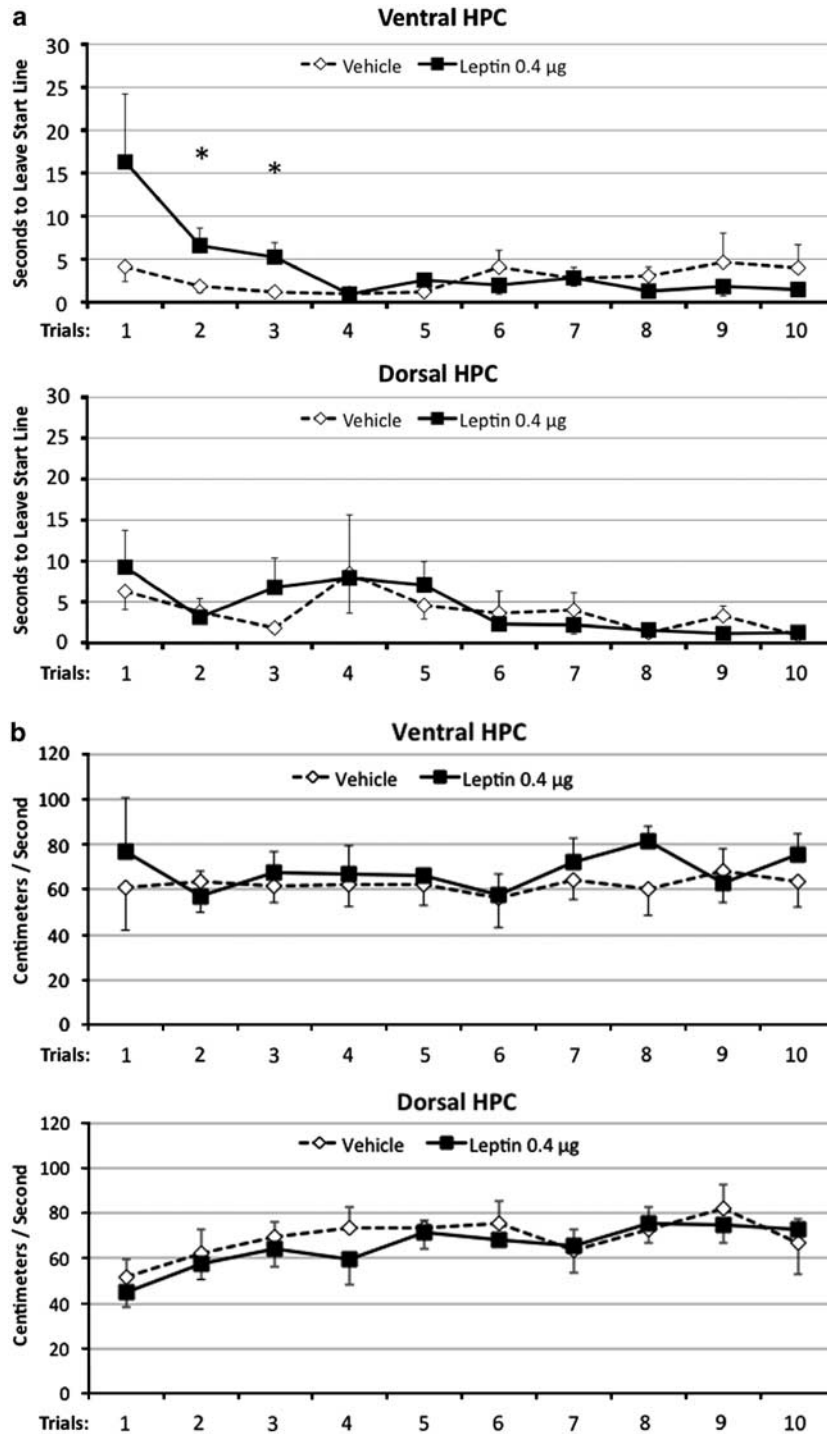 a
Ventral HPC
Vehicle Leptin 0.4 µg
Seconds to Leave Start Line
30
25
20
15
10
5
0
* *
Trials: 1 2 3 4 5 6 7 8 9 10
Dorsal HPC
Vehicle Leptin 0.4 µg
Seconds to Leave Start Line
30
25
20
15
10
5
0
Trials: 1 2 3 4 5 6 7 8 9 10
b
Ventral HPC
Vehicle Leptin 0.4 µg
Centimeters / Second
120
100
80
60
40
20
0
Trials: 1 2 3 4 5 6 7 8 9 10
Dorsal HPC
Vehicle Leptin 0.4 µg
Centimeters / Second
120
100
80
60
40
20
0
Trials: 1 2 3 4 5 6 7 8 9 10